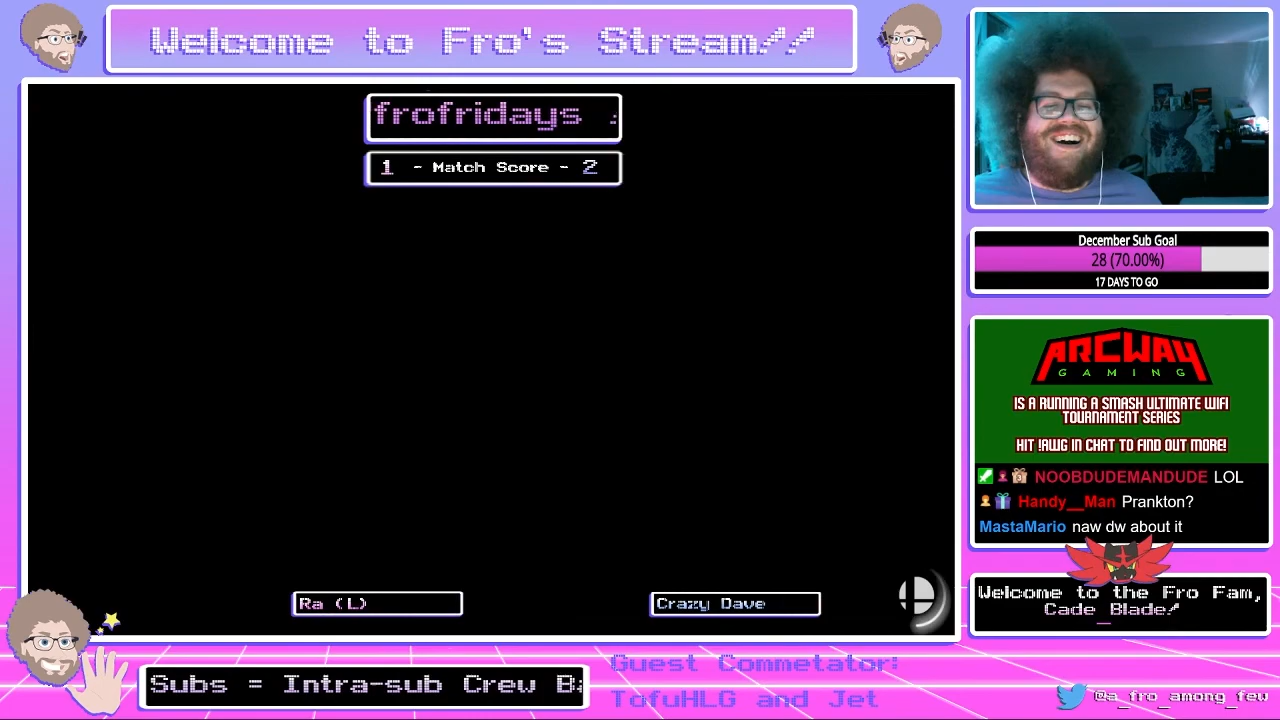 Welcome to Fro's Stream!!
frofridays
1 - Match Score - 2
Ra (L)
Crazy Dave
Subs = Intra-sub Crew
Guest Commetator:
TofuHLG and Jet
December Sub Goal
28 (70.00%)
17 DAYS TO GO
ARCWAY
GAMING
IS A RUNNING A SMASH ULTIMATE WIFI
TOURNAMENT SERIES
HIT !AWG IN CHAT TO FIND OUT MORE!
NOOBDUDEMANDUDE LOL
Handy__Man Prankton?
MastaMario naw dw about it
Welcome to the Fro Fam,
Cade_Blade!
@a_fro_among_few